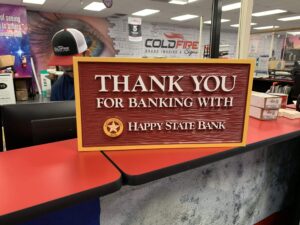 COLDFIRE
THANK YOU
FOR BANKING WITH
HAPPY STATE BANK